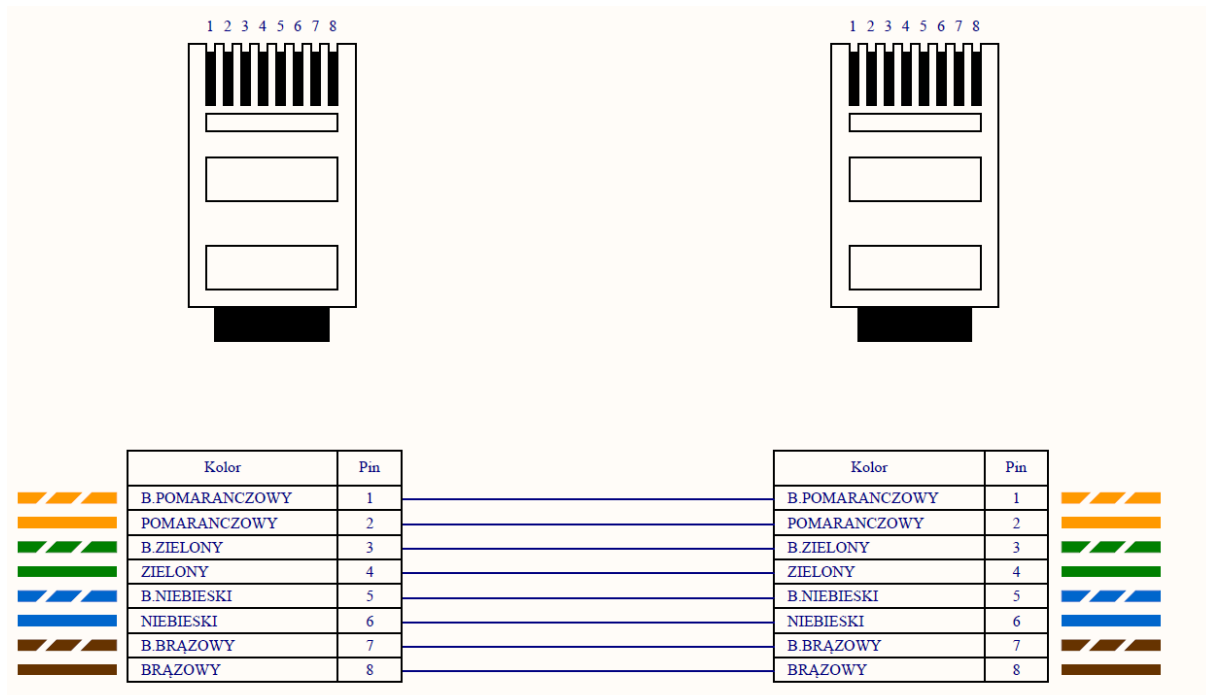 1 2 3 4 5 6 7 8 1 2 3 4 5 6 7 8
Kolor Pin Kolor Pin
B.POMARANCZOWY 1 B.POMARANCZOWY 1
POMARANCZOWY 2 POMARANCZOWY 2
B.ZIELONY 3 B.ZIELONY 3
ZIELONY 4 ZIELONY 4
B.NIEBIESKI 5 B.NIEBIESKI 5
NIEBIESKI 6 NIEBIESKI 6
B.BRĄZOWY 7 B.BRĄZOWY 7
BRĄZOWY 8 BRĄZOWY 8